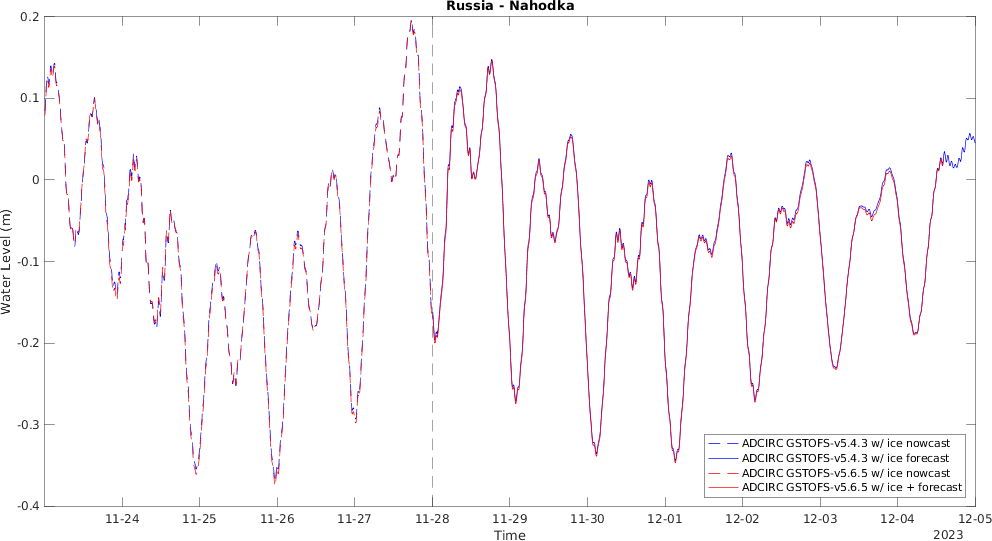 Russia - Nahodka
0.2
0.1
0
-0.1
-0.2
-0.3
-0.4
Water Level (m)
ADCIRC GSTOFS-v5.4.3 w/ ice nowcast
ADCIRC GSTOFS-v5.4.3 w/ ice forecast
ADCIRC GSTOFS-v5.6.5 w/ ice nowcast
ADCIRC GSTOFS-v5.6.5 w/ ice + forecast
11-24 11-25 11-26 11-27 11-28 11-29 11-30 12-01 12-02 12-03 12-04 12-05
Time
2023